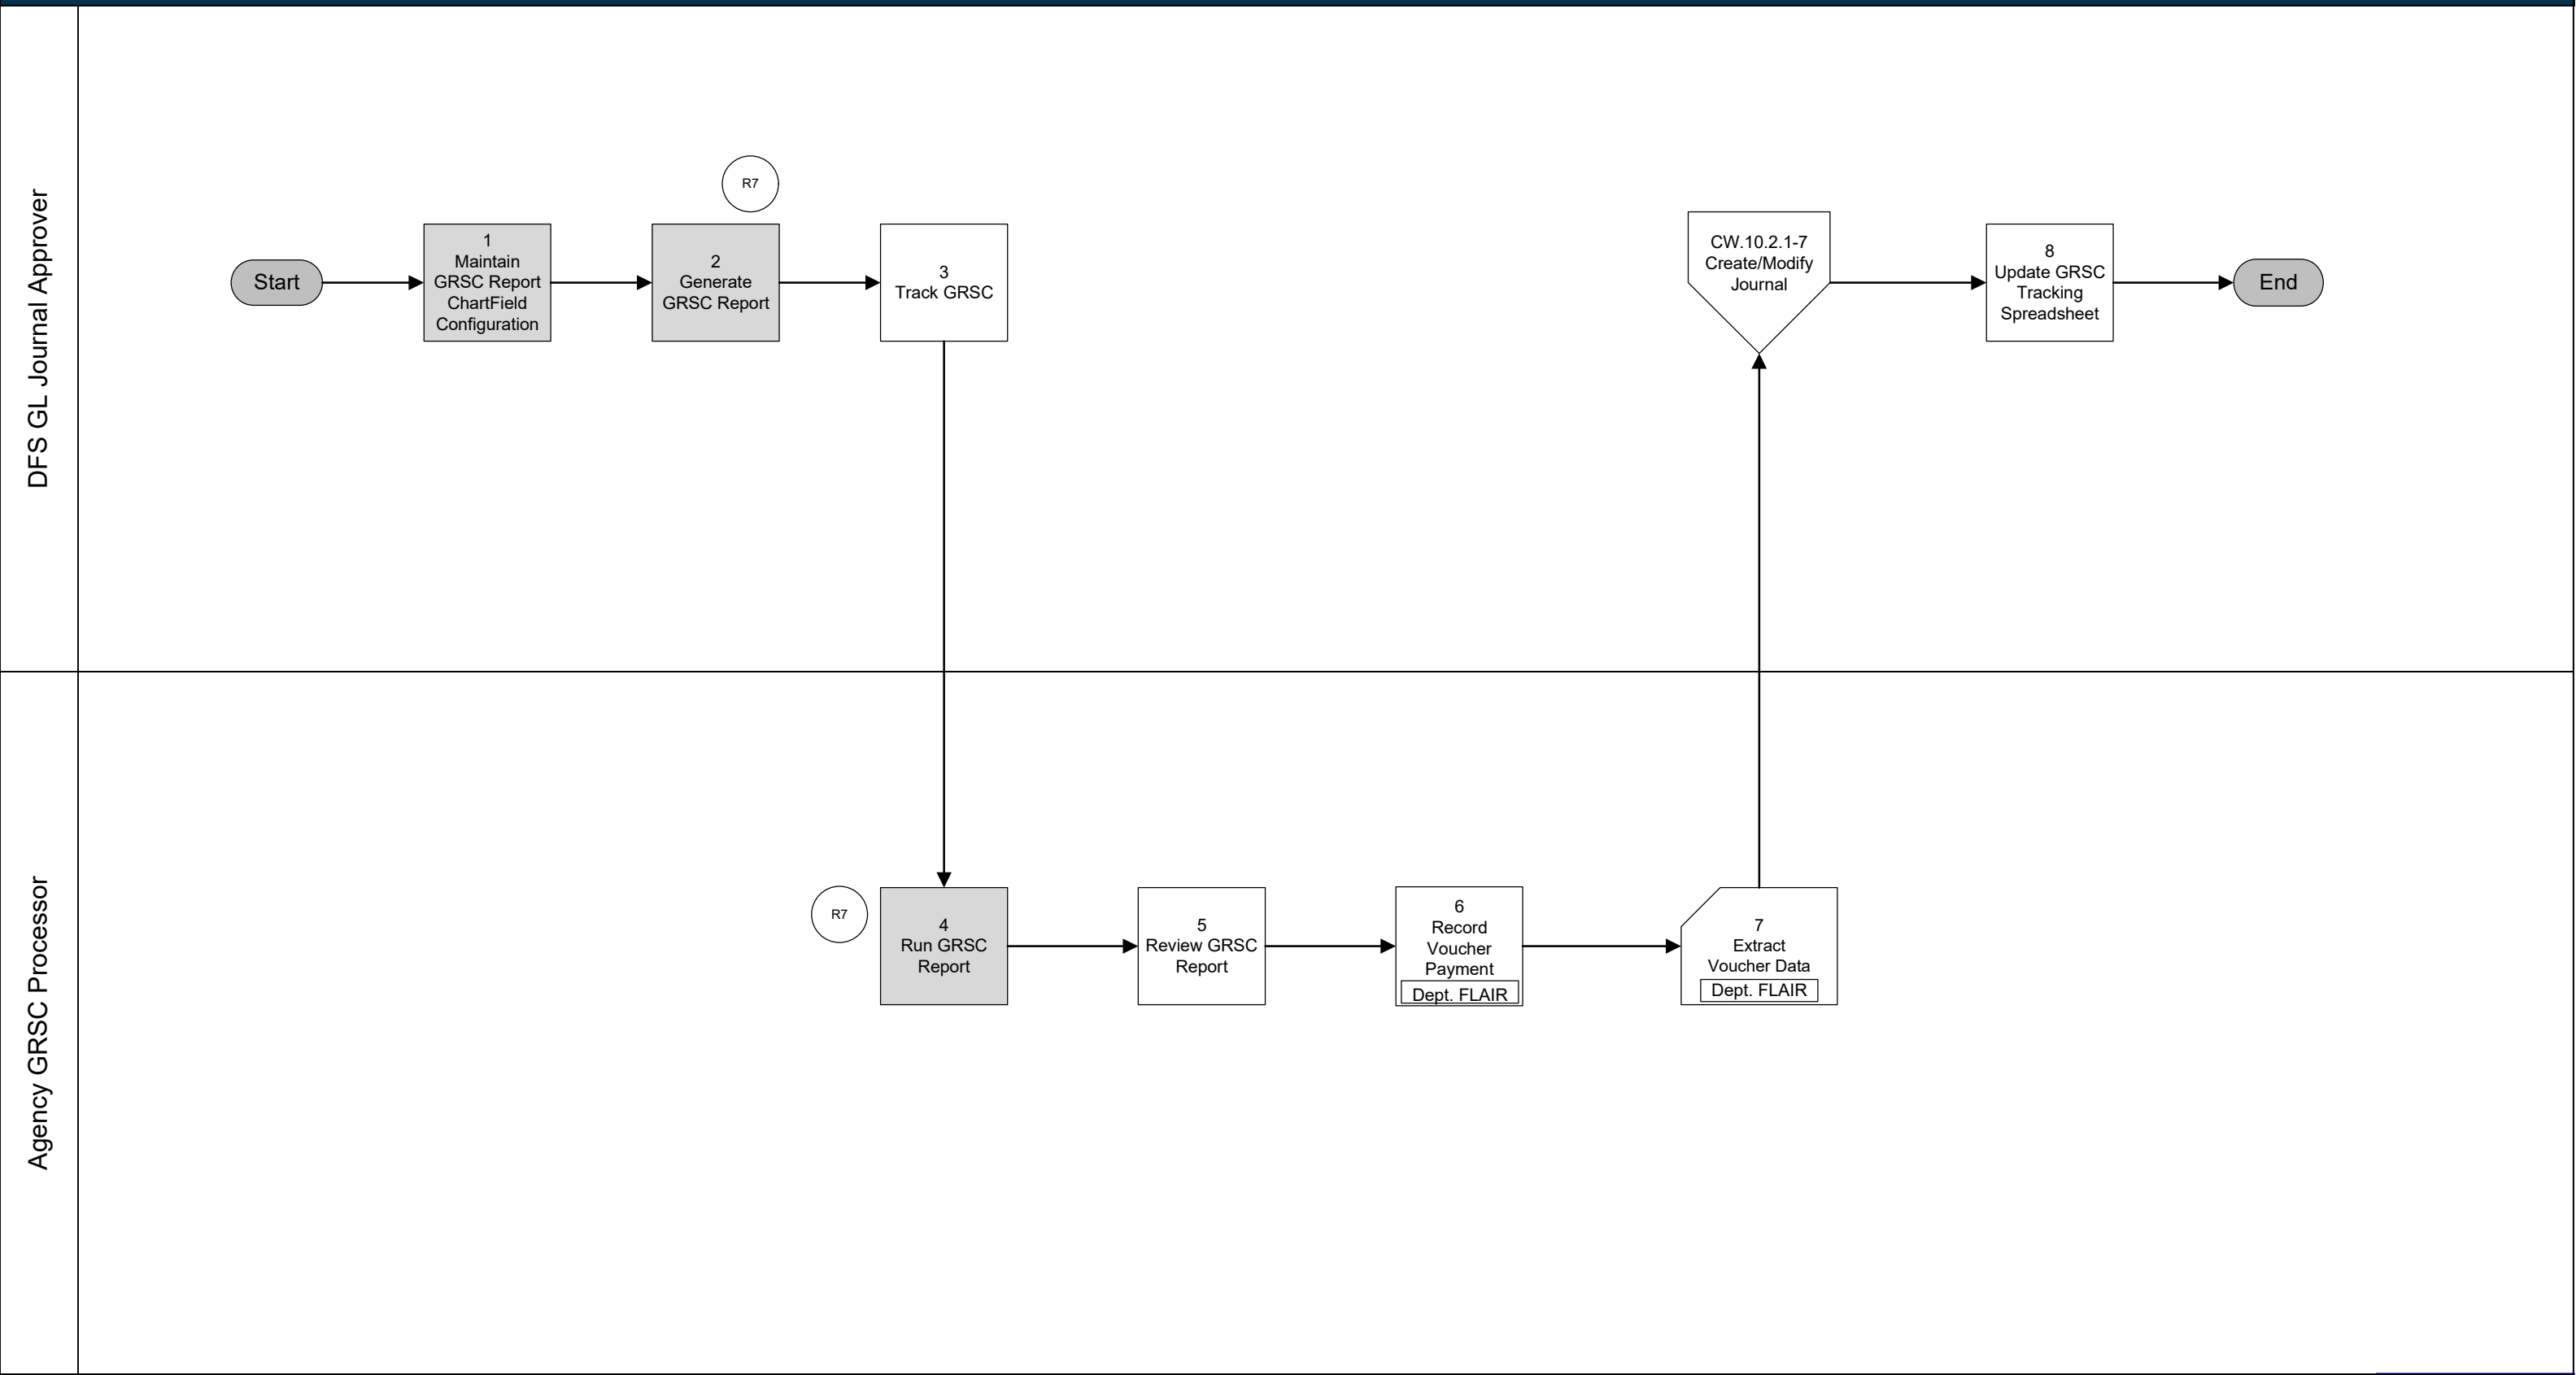 DFS GL Journal Approver
Start
1
Maintain
GRSC Report
ChartField
Configuration
R7
2
Generate
GRSC Report
3
Track GRSC
CW.10.2.1-7
Create/Modify
Journal
8
Update GRSC
Tracking
Spreadsheet
End
Agency GRSC Processor
R7
4
Run GRSC
Report
5
Review GRSC
Report
6
Record
Voucher
Payment
Dept. FLAIR
7
Extract
Voucher Data
Dept. FLAIR